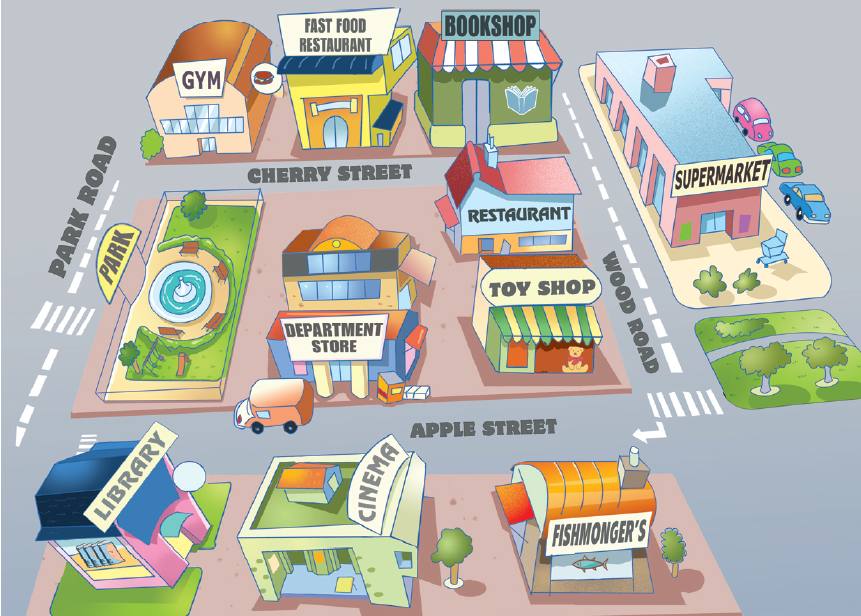 FAST FOOD
RESTAURANT
BOOKSHOP
GYM
SUPERMARKET
CHERRY STREET
PARK ROAD
RESTAURANT
PARK
TOY SHOP
WOOD ROAD
DEPARTMENT
STORE
APPLE STREET
LIBRARY
CINEMA
FISHMONGER'S